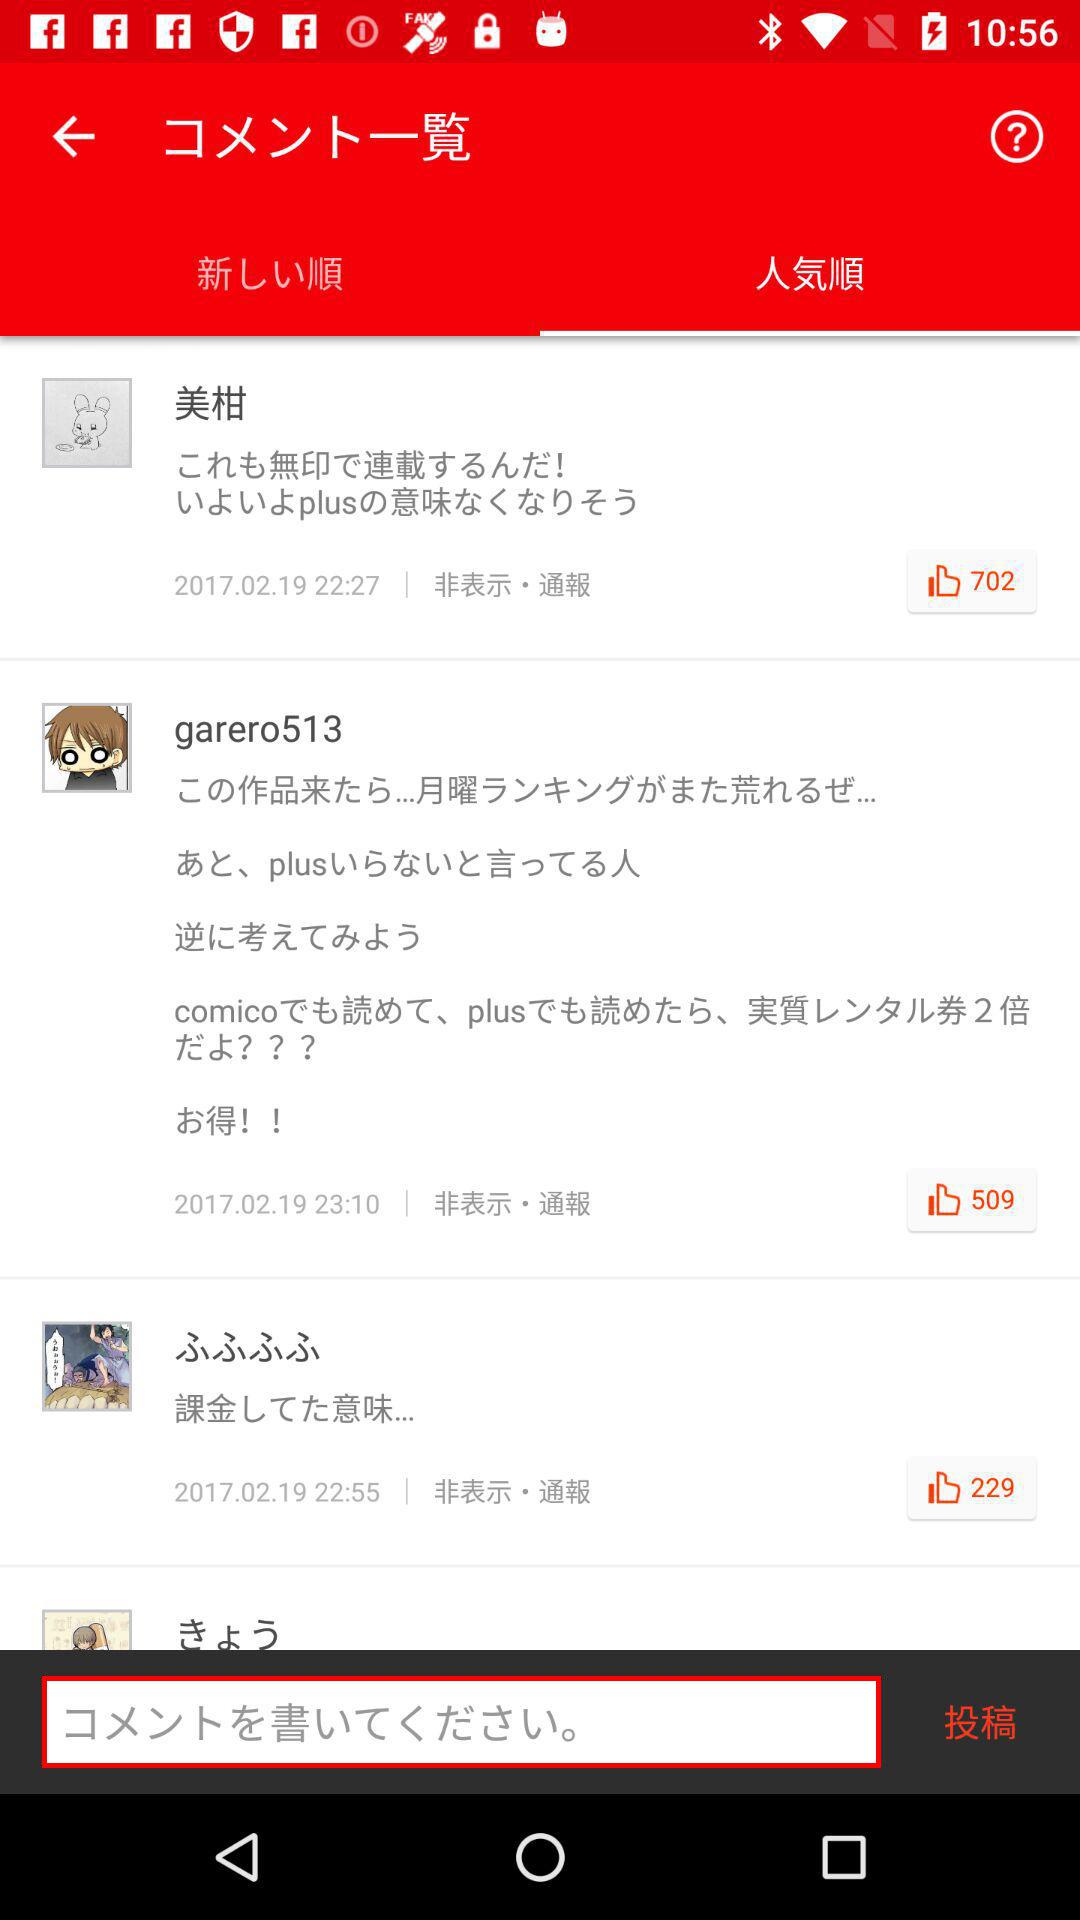 FAKE
10:56
コメント一覧
新しい順
人気順
美柑
これも無印で連載するんだ！
いよいよplusの意味なくなりそう
2017.02.19 22:27
非表示・通報
702
garero513
この作品来たら…月曜ランキングがまた荒れるぜ…
あと、plusいらないと言ってる人
逆に考えてみよう
comicoでも読めて、plusでも読めたら、実質レンタル券２倍
だよ？？？
お得！！
2017.02.19 23:10
非表示・通報
509
ふふふふ
課金してた意味…
2017.02.19 22:55
非表示・通報
229
きょう
コメントを書いてください。
投稿